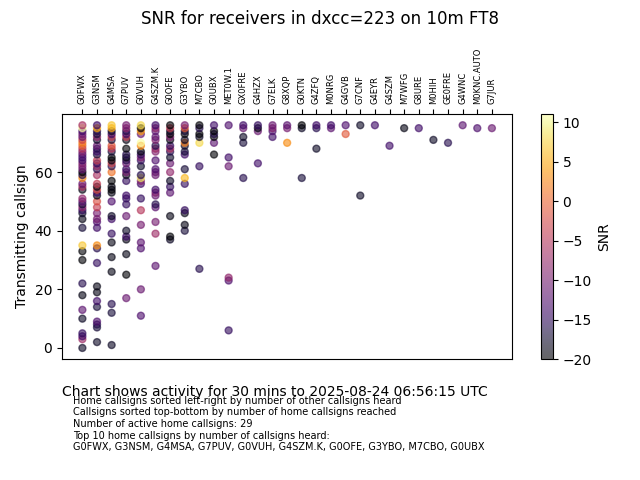 SNR for receivers in dxcc=223 on 10m FT8
G0FWX
G3NSM
G4MSA
G7PUV
G0VUH
G4SZM.K
G0OFE
G3YBO
M7CBO
G0UBX
MET0W.1
GX0FRE
G4HZX
G7ELK
G8XQP
G0KTN
G4ZFQ
M0NRG
G4GVB
G7CNF
G4EYR
G4SZM
M7WFG
G8URE
M0HIH
GE0FRE
G4WNC
M0KNC.AUTO
G7JUR
Transmitting callsign
60
40
20
0
10
5
0
−5
−10
−15
−20
SNR
Chart shows activity for 30 mins to 2025-08-24 06:56:15 UTC
Home callsigns sorted left-right by number of other callsigns heard
Callsigns sorted top-bottom by number of home callsigns reached
Number of active home callsigns: 29
Top 10 home callsigns by number of callsigns heard:
G0FWX, G3NSM, G4MSA, G7PUV, G0VUH, G4SZM.K, G0OFE, G3YBO, M7CBO, G0UBX